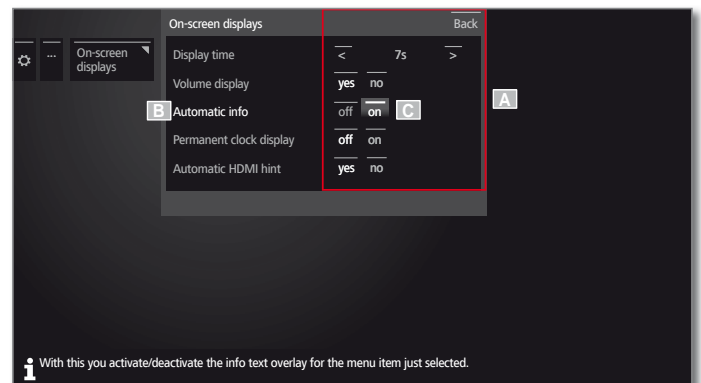 On-screen displays Back
... On-screen displays
Display time < 7s >
Volume display yes no
B Automatic info off on C A
Permanent clock display off on
Automatic HDMI hint yes no
i With this you activate/deactivate the info text overlay for the menu item just selected.